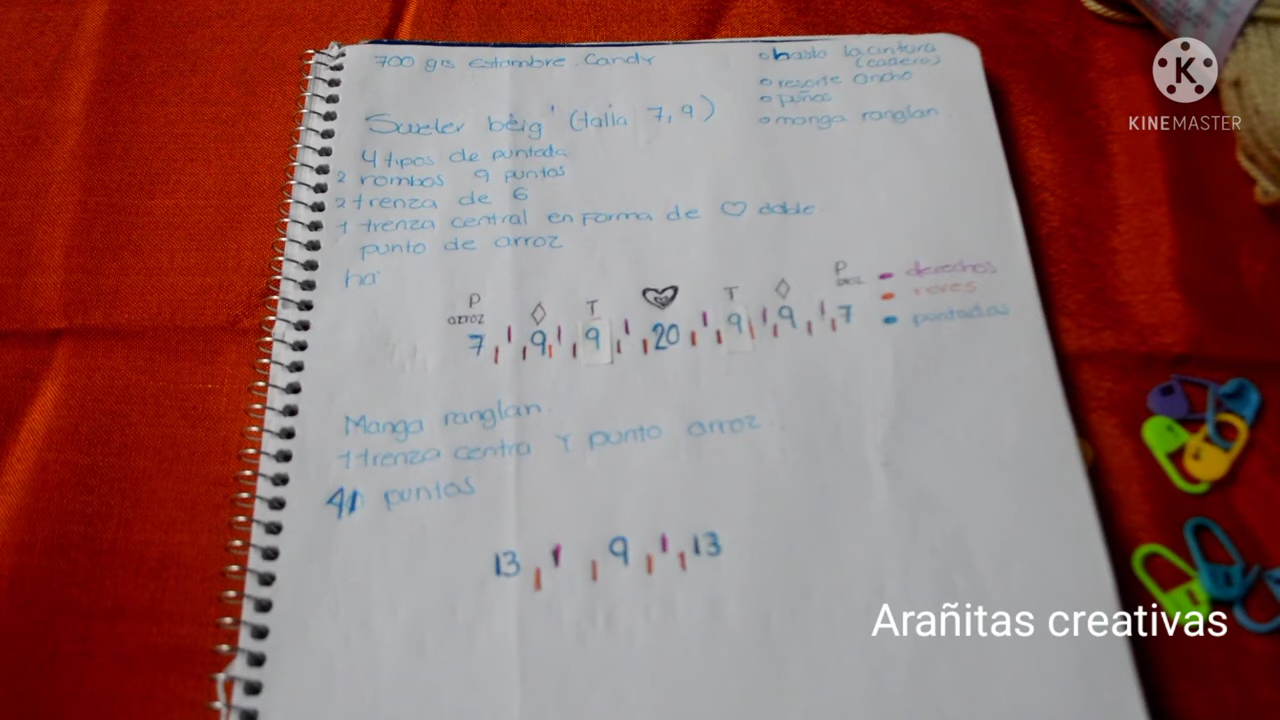 700 grs Estambre Candy
• hasta la cintura
(cadera)
• resorte ancho
• puños
• manga ranglan
Sueter béig' (talla 7, 9)
4 tipos de puntada
2 rombos 9 puntos
2 trenza de 6
1 trenza central en forma de ♡ doble
punto de arroz
ha
P arroz ◇ T ♡ T ◇ P arroz
7 | ' | 9 | ' | 9 | ' | 20 | ' | 9 | ' | 9 | ' | 7
derechos
reves
puntadas
Manga ranglan.
1 trenza centra y punto arroz
41 puntos
13 | ' | 9 | ' | 13
Arañitas creativas
K
KINEMASTER